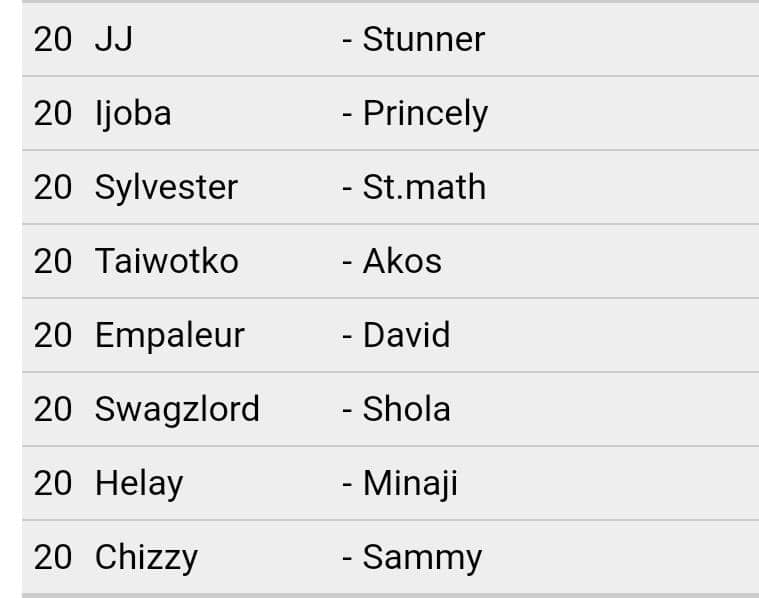 20 JJ - Stunner
20 Ijoba - Princely
20 Sylvester - St.math
20 Taiwotko - Akos
20 Empaleur - David
20 Swagzlord - Shola
20 Helay - Minaji
20 Chizzy - Sammy